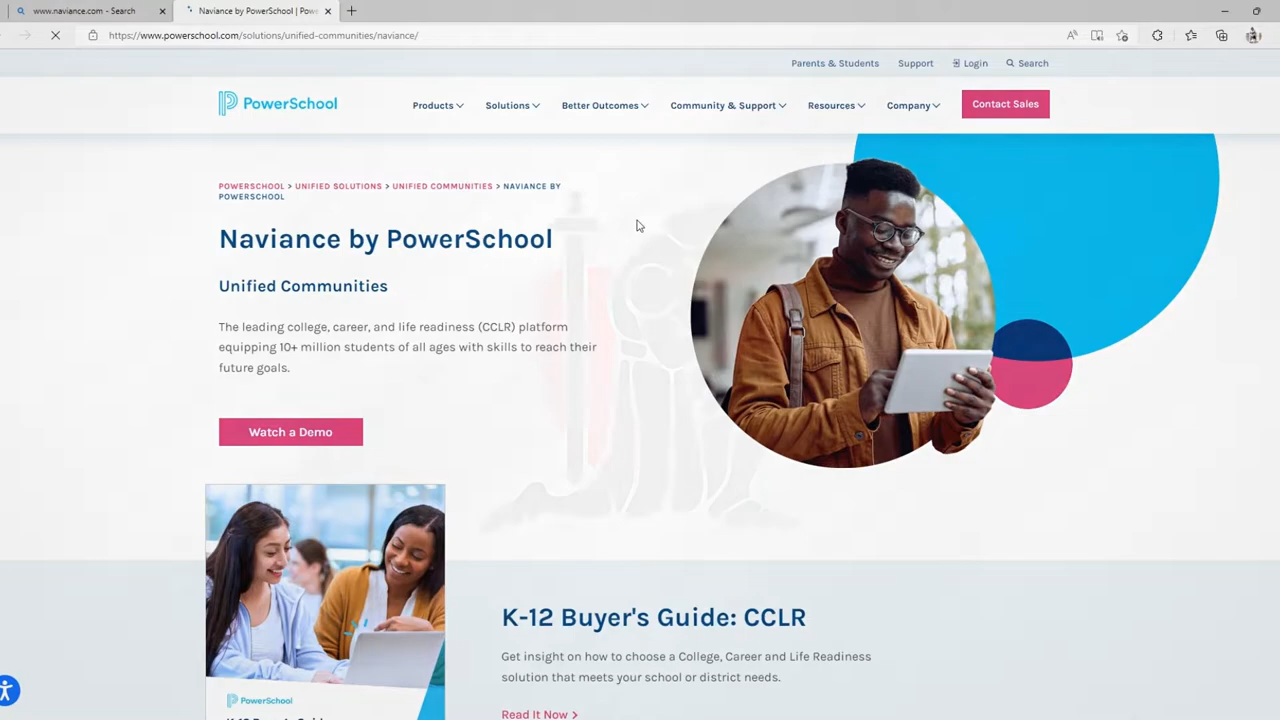 www.naviance.com - Search
Naviance by PowerSchool | Pow
https://www.powerschool.com/solutions/unified-communities/naviance/
Parents & Students Support Login Search
PowerSchool
Products Solutions Better Outcomes Community & Support Resources Company Contact Sales
POWERSCHOOL > UNIFIED SOLUTIONS > UNIFIED COMMUNITIES > NAVIANCE BY
POWERSCHOOL
Naviance by PowerSchool
Unified Communities
The leading college, career, and life readiness (CCLR) platform
equipping 10+ million students of all ages with skills to reach their
future goals.
Watch a Demo
PowerSchool
K-12 Buyer's Guide: CCLR
Get insight on how to choose a College, Career and Life Readiness
solution that meets your school or district needs.
Read It Now >